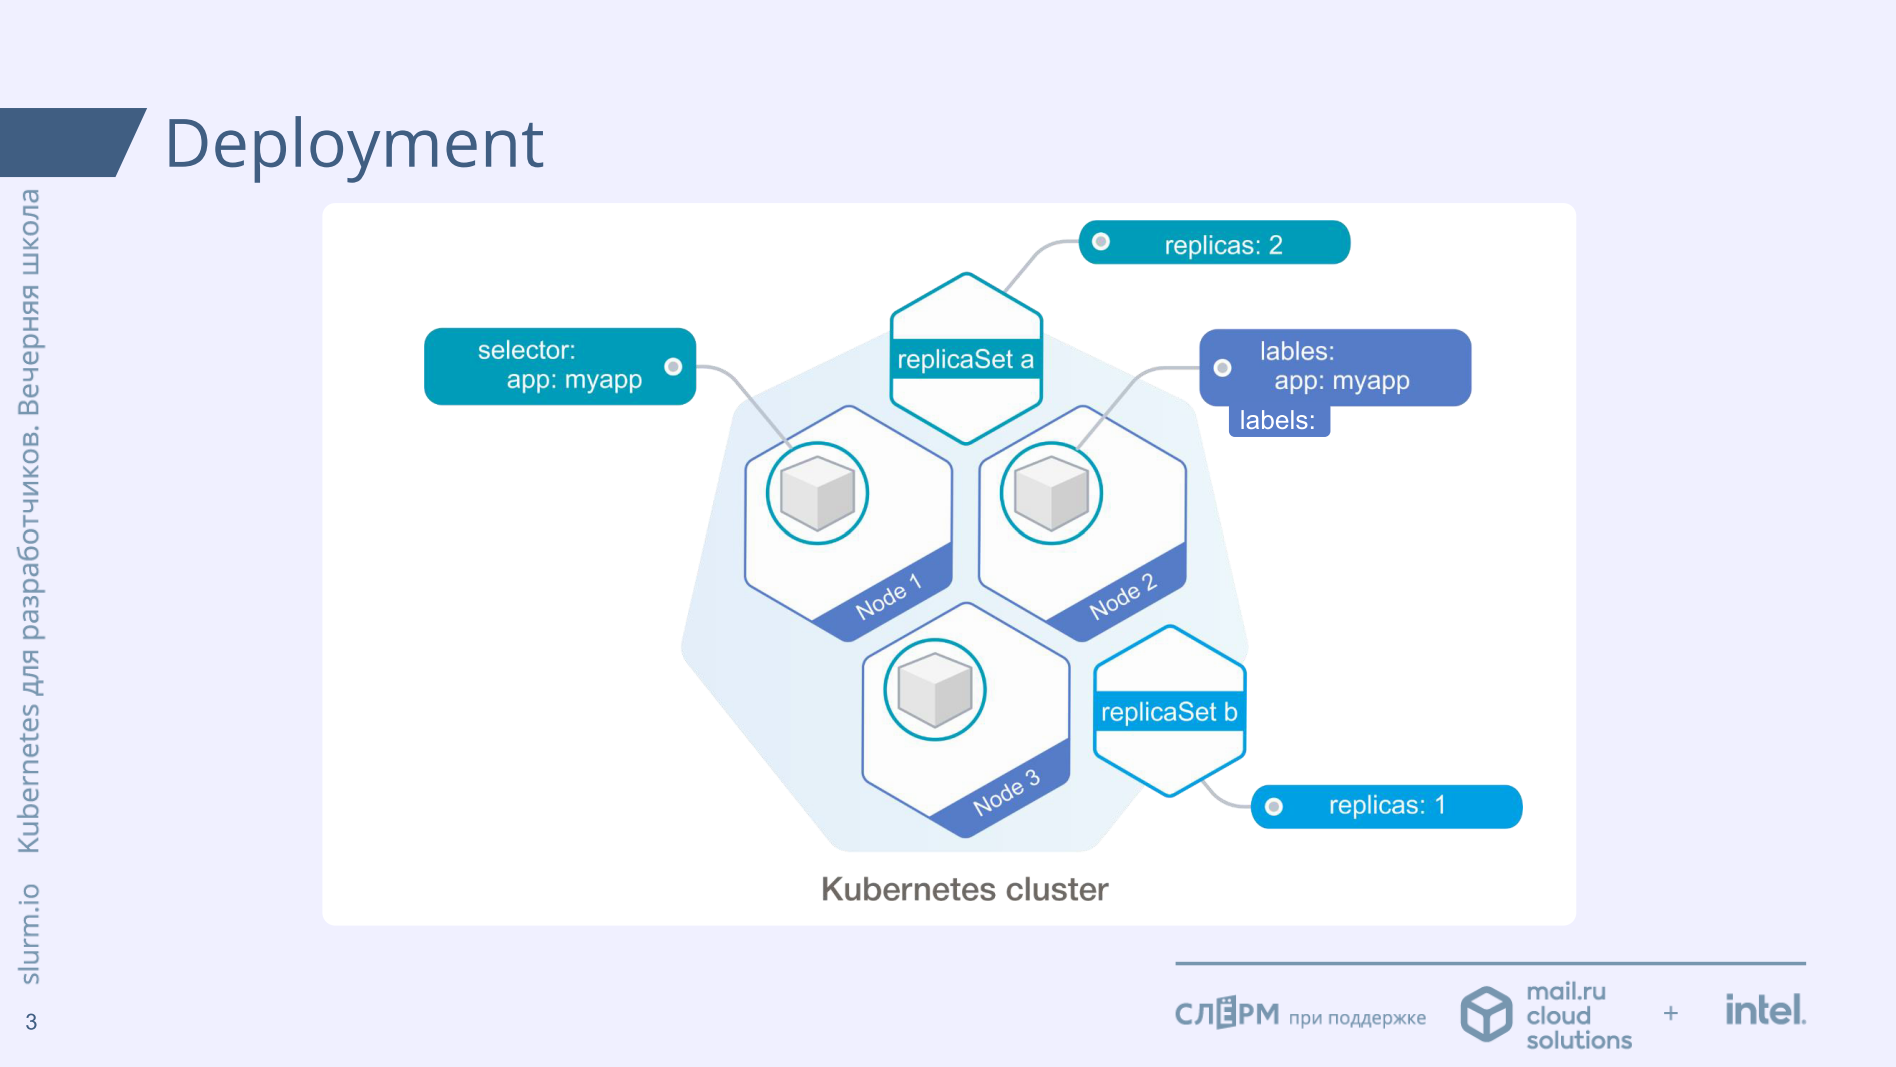 Deployment
replicas: 2
selector:
app: myapp
replicaSet a
lables:
app: myapp
labels:
Node 1
Node 2
Node 3
replicaSet b
replicas: 1
Kubernetes cluster
slurm.io Kubernetes для разработчиков. Вечерняя школа
3
СЛЁРМ при поддержке
mail.ru
cloud
solutions
+
intel.